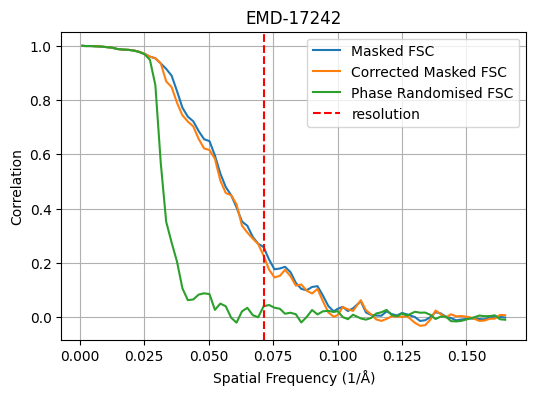 EMD-17242
Masked FSC
Corrected Masked FSC
Phase Randomised FSC
resolution
Correlation
1.0
0.8
0.6
0.4
0.2
0.0
0.000 0.025 0.050 0.075 0.100 0.125 0.150
Spatial Frequency (1/Å)